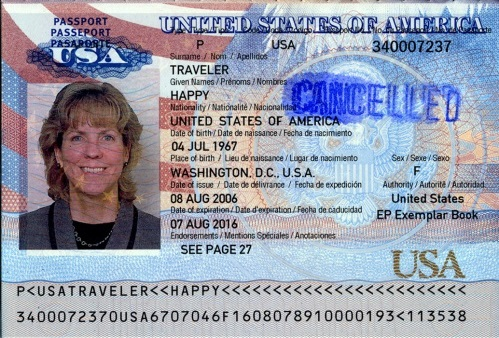 PASSPORT
PASSEPORT
PASAPORTE
USA
UNITED STATES OF AMERICA
P USA 340007237
Surname / Nom / Apellidos
TRAVELER
Given Names / Prénoms / Nombres
HAPPY
Nationality / Nationalité / Nacionalidad
CANCELLED
UNITED STATES OF AMERICA
Date of birth / Date de naissance / Fecha de nacimiento
04 JUL 1967
Place of birth / Lieu de naissance / Lugar de nacimiento Sex / Sexe / Sexo
WASHINGTON, D.C., U.S.A. F
Date of issue / Date de délivrance / Fecha de expedición Authority / Autorité / Autoridad
08 AUG 2006 United States
Date of expiration / Date d'expiration / Fecha de caducidad EP Exemplar Book
07 AUG 2016
Endorsements / Mentions Spéciales / Anotaciones
SEE PAGE 27
USA
P<USATRAVELER<<HAPPY<<<<<<<<<<<<<<<<<<<<<<<<
3400072370USA6707046F1608078910000193<113538